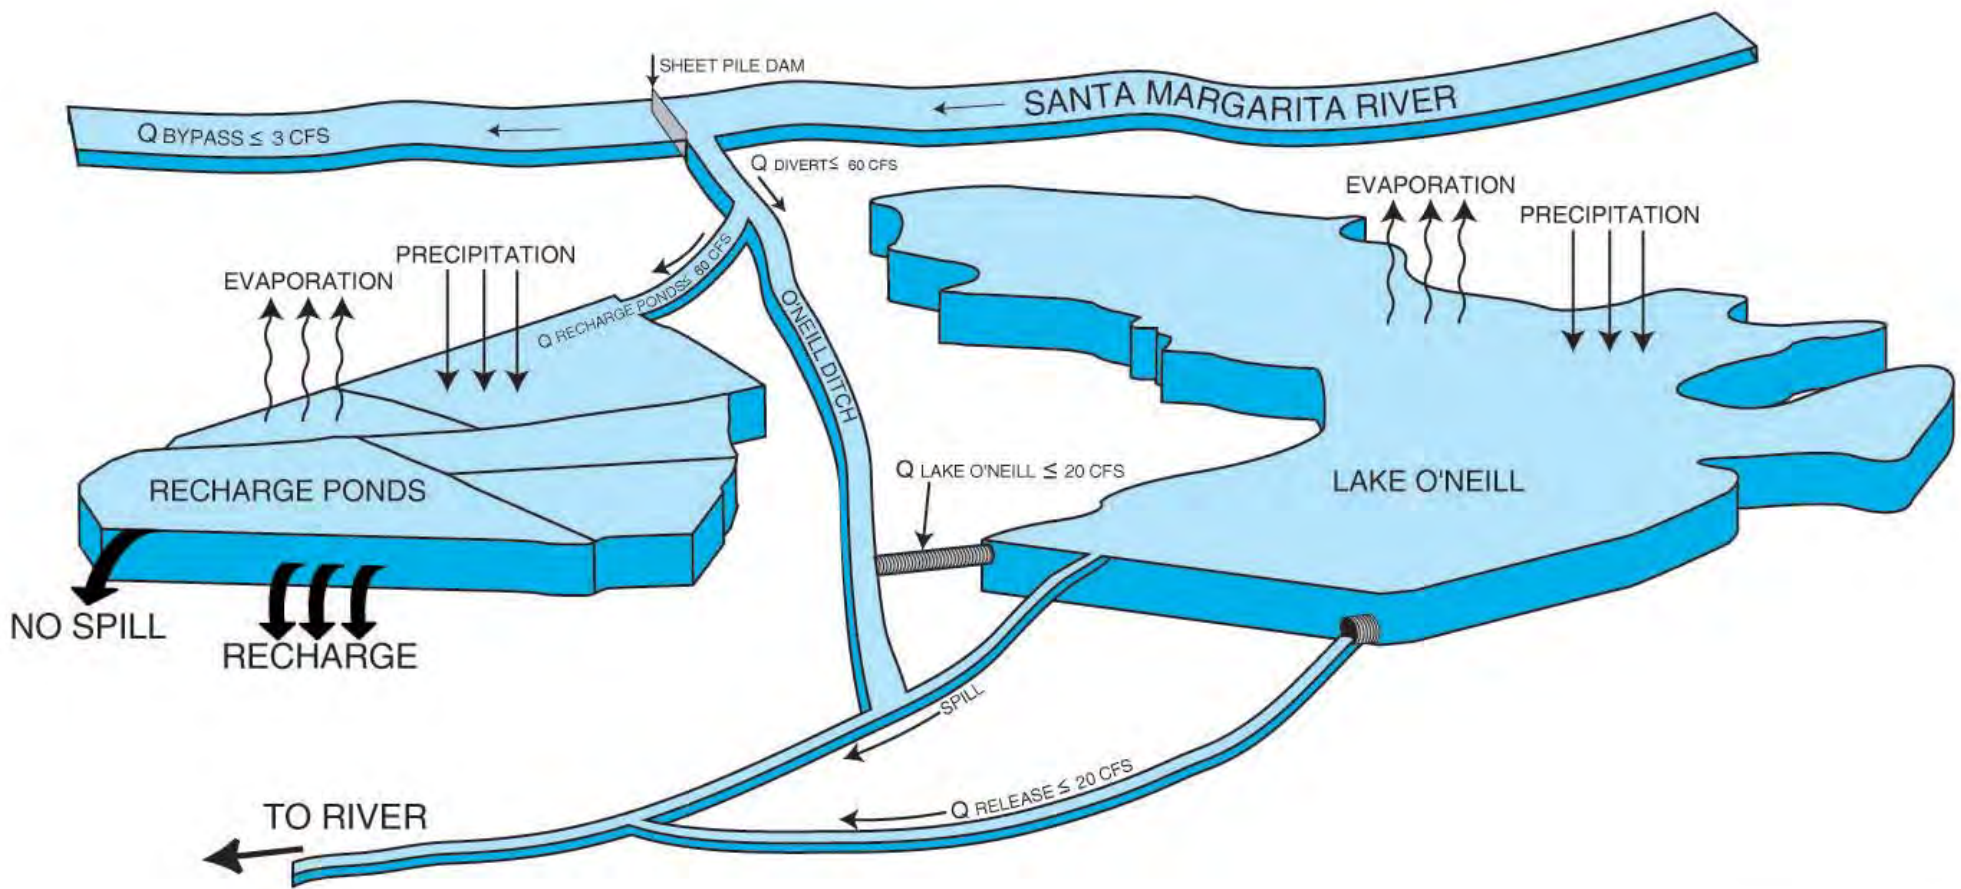 SHEET PILE DAM
SANTA MARGARITA RIVER
Q BYPASS ≤ 3 CFS
Q DIVERT ≤ 60 CFS
EVAPORATION
PRECIPITATION
PRECIPITATION
EVAPORATION
Q RECHARGE PONDS ≤ 60 CFS
O'NEILL DITCH
Q LAKE O'NEILL ≤ 20 CFS
LAKE O'NEILL
RECHARGE PONDS
NO SPILL
RECHARGE
SPILL
Q RELEASE ≤ 20 CFS
TO RIVER